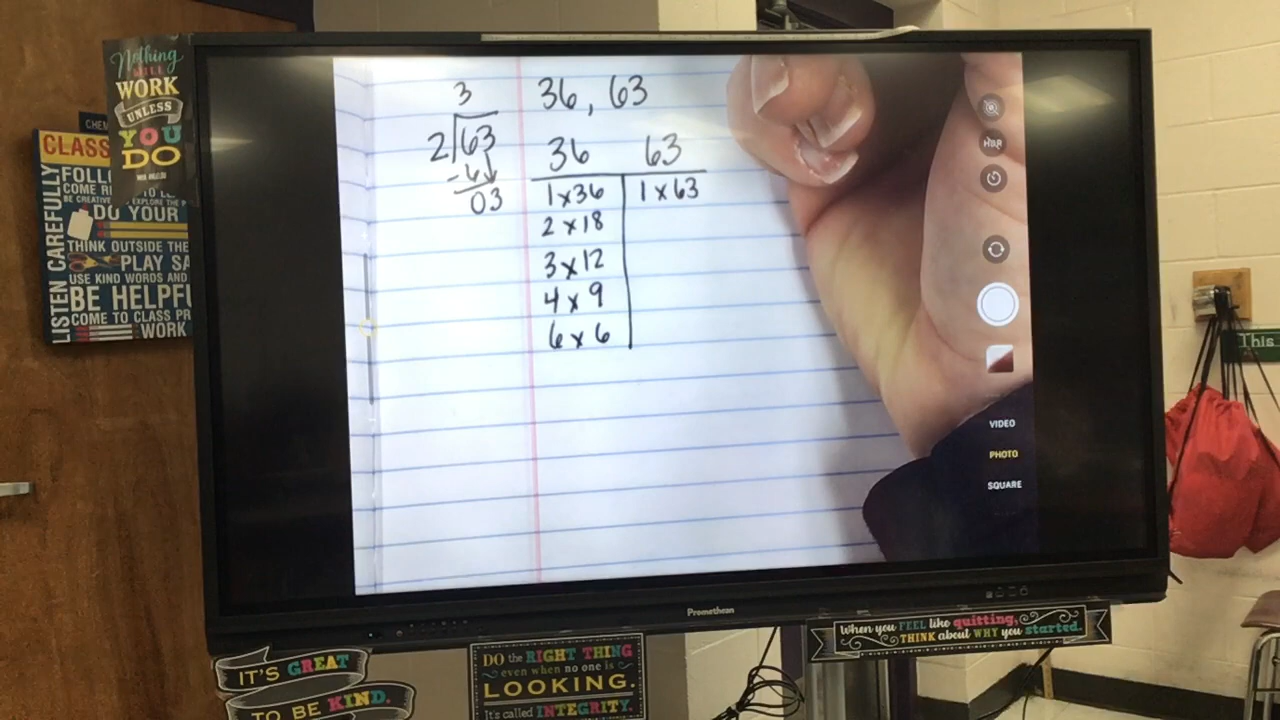 Nothing
WILL
WORK
UNLESS
YOU
DO
CLASS
LISTEN CAREFULLY
DO YOUR
THINK OUTSIDE THE
PLAY SA
USE KIND WORDS AND
BE HELPFU
COME TO CLASS PR
WORK
3
2 63
-6
03
36, 63
36 63
1x36 1x63
2x18
3x12
4x9
6x6
HDR
VIDEO
PHOTO
SQUARE
Promethean
This
IT'S GREAT
TO BE KIND.
DO the RIGHT THING
even when no one is
LOOKING.
It's called INTEGRITY.
When you FEEL like quitting,
THINK about WHY you started.